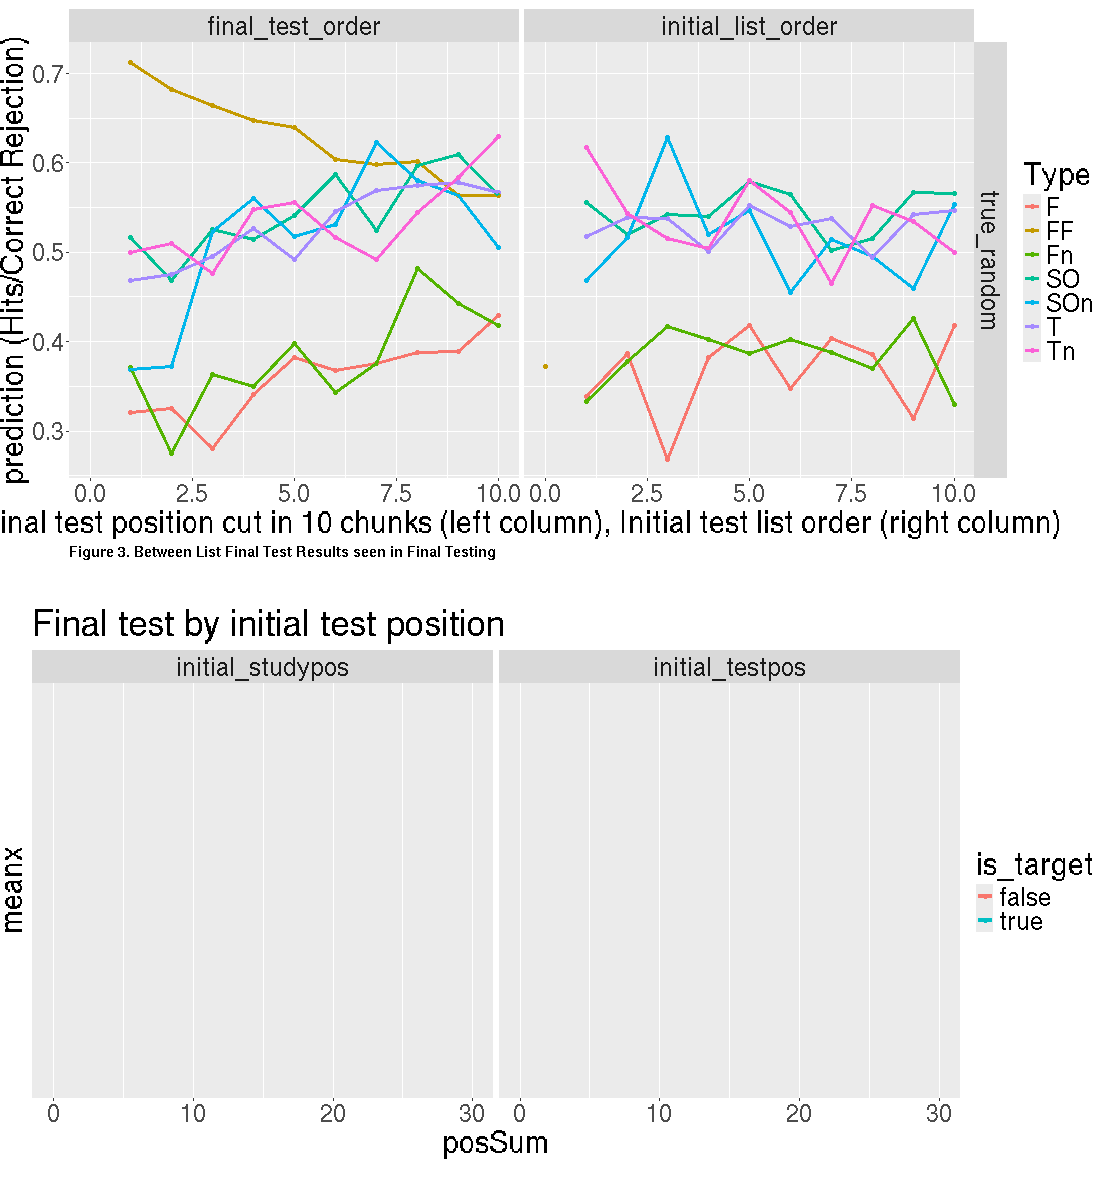 final_test_order initial_list_order
prediction (Hits/Correct Rejection)
0.7
0.6
0.5
0.4
0.3
true_random
Type
F
FF
Fn
SO
SOn
T
Tn
0.0 2.5 5.0 7.5 10.0 0.0 2.5 5.0 7.5 10.0
inal test position cut in 10 chunks (left column), Initial test list order (right column)
Figure 3. Between List Final Test Results seen in Final Testing
Final test by initial test position
initial_studypos initial_testpos
meanx
is_target
false
true
0 10 20 30 0 10 20 30
posSum